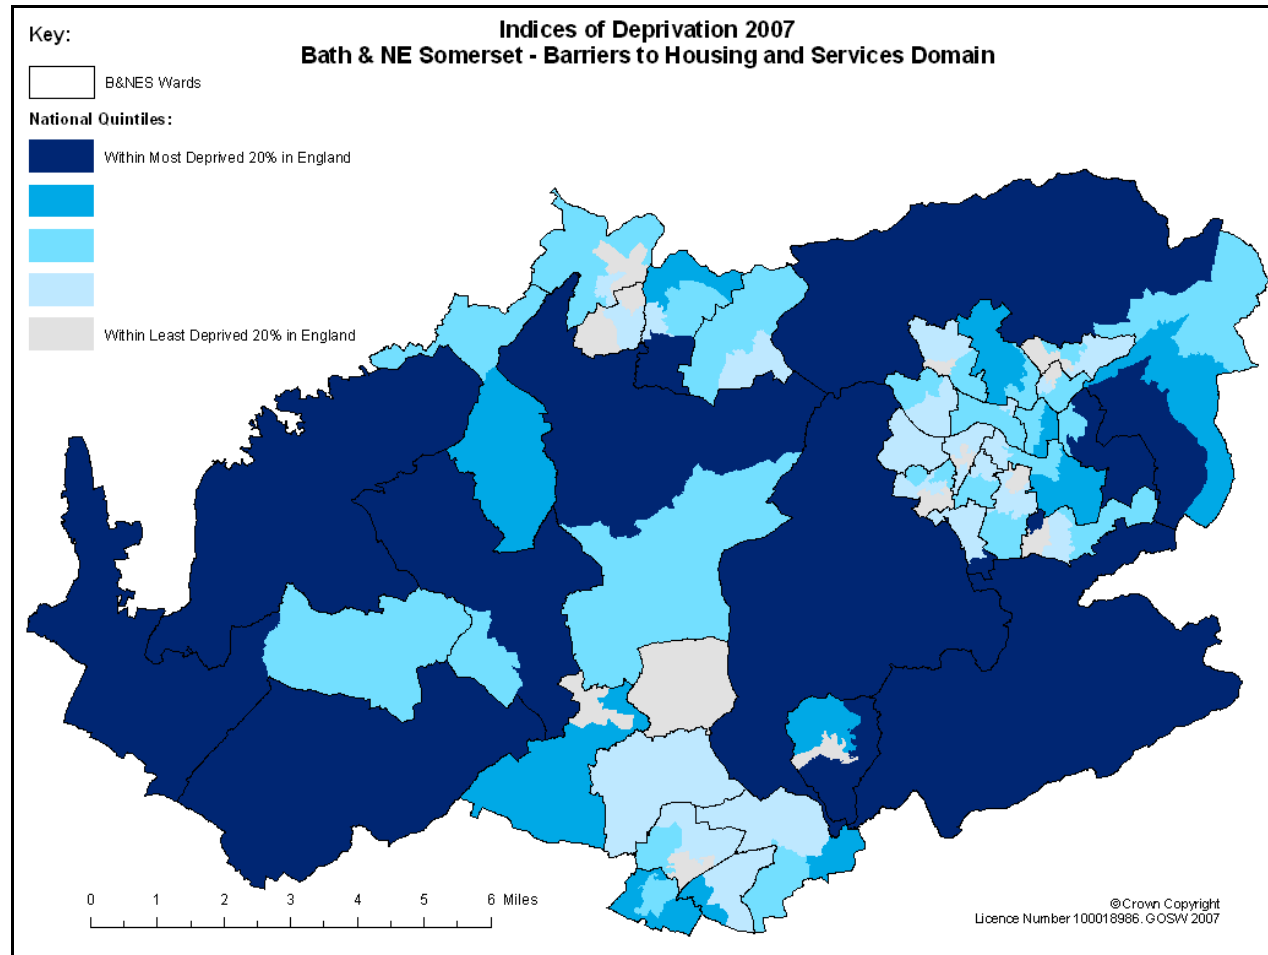 Indices of Deprivation 2007
Bath & NE Somerset - Barriers to Housing and Services Domain
Key:
B&NES Wards
National Quintiles:
Within Most Deprived 20% in England
Within Least Deprived 20% in England
0 1 2 3 4 5 6 Miles
© Crown Copyright
Licence Number 100018986. GOSW 2007